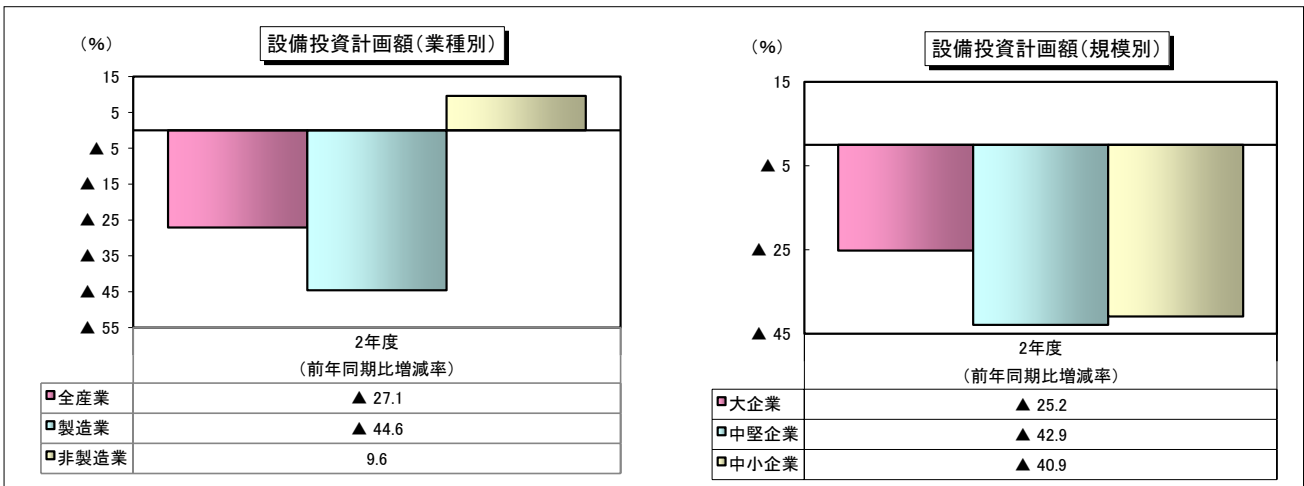 (%)
設備投資計画額(業種別)
15
5
▲ 5
▲ 15
▲ 25
▲ 35
▲ 45
▲ 55
2年度
(前年同期比増減率)
全産業 ▲ 27.1
製造業 ▲ 44.6
非製造業 9.6
(%)
設備投資計画額(規模別)
15
▲ 5
▲ 25
▲ 45
2年度
(前年同期比増減率)
大企業 ▲ 25.2
中堅企業 ▲ 42.9
中小企業 ▲ 40.9